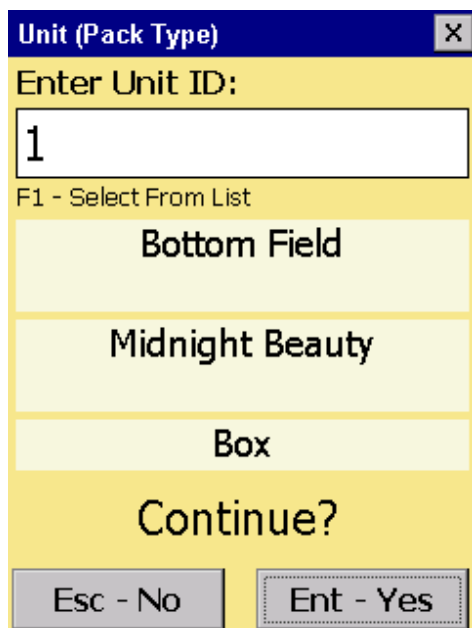 Unit (Pack Type)
Enter Unit ID:
1
F1 - Select From List
Bottom Field
Midnight Beauty
Box
Continue?
Esc - No
Ent - Yes